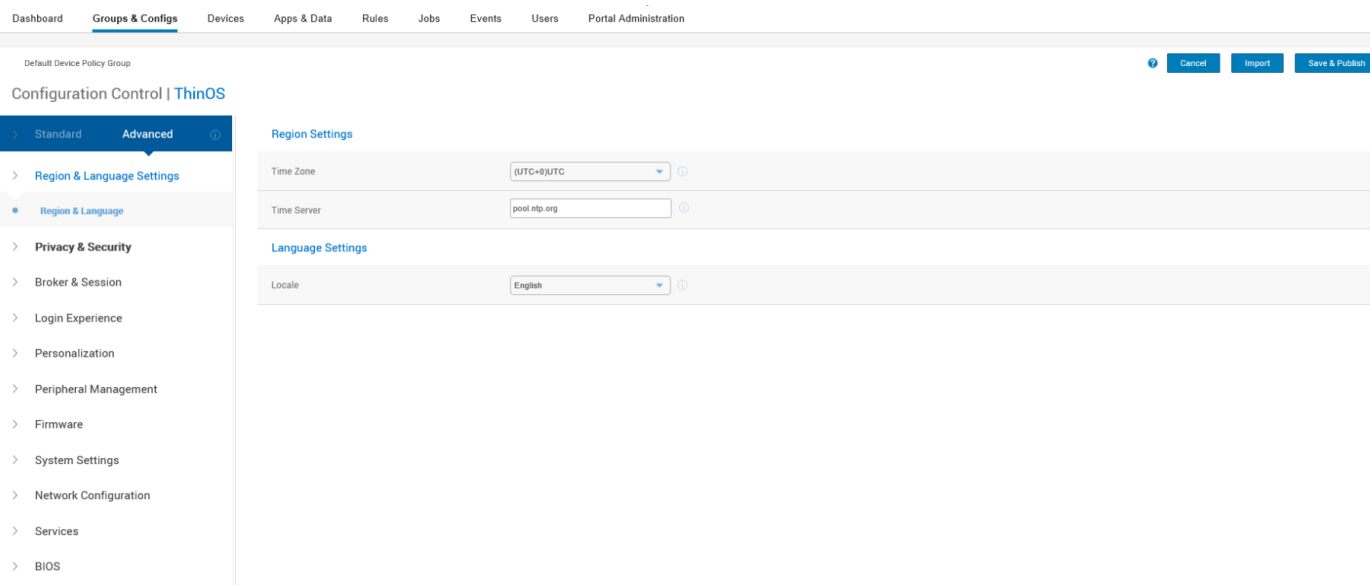 Dashboard Groups & Configs Devices Apps & Data Rules Jobs Events Users Portal Administration
Default Device Policy Group
Cancel Import Save & Publish
Configuration Control | ThinOS
Standard Advanced
Region & Language Settings
Region & Language
Privacy & Security
Broker & Session
Login Experience
Personalization
Peripheral Management
Firmware
System Settings
Network Configuration
Services
BIOS
Region Settings
Time Zone (UTC+0)UTC
Time Server pool.ntp.org
Language Settings
Locale English